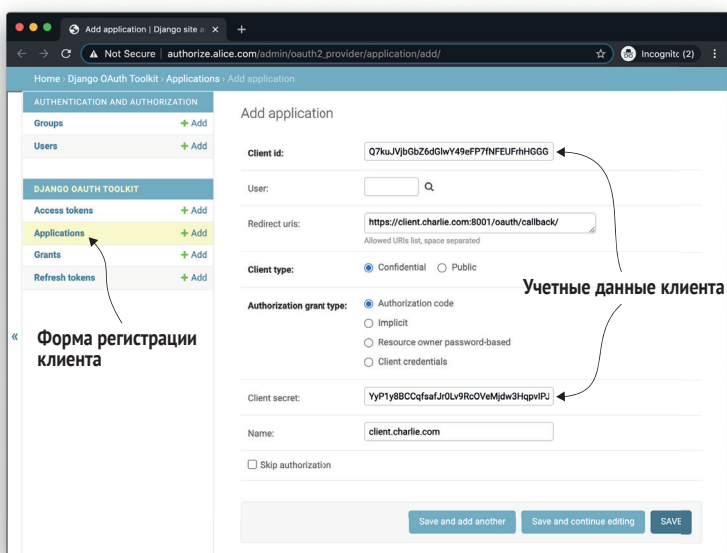 Add application | Django site a
Not Secure | authorize.alice.com/admin/oauth2_provider/application/add/
Incognito (2)
Home › Django OAuth Toolkit › Applications › Add application
AUTHENTICATION AND AUTHORIZATION
Groups + Add
Users + Add
DJANGO OAUTH TOOLKIT
Access tokens + Add
Applications + Add
Grants + Add
Refresh tokens + Add
«
Форма регистрации
клиента
Add application
Client id: Q7kuJVjbGbZ6dGlwY49eFP7fNFEUFrhHGGG
User:
Redirect uris: https://client.charlie.com:8001/oauth/callback/
Allowed URIs list, space separated
Client type: Confidential Public
Учетные данные клиента
Authorization grant type: Authorization code
Implicit
Resource owner password-based
Client credentials
Client secret: YyP1y8BCCqfsafJr0Lv9RcOVeMjdw3HqpvIPJ
Name: client.charlie.com
Skip authorization
Save and add another Save and continue editing SAVE